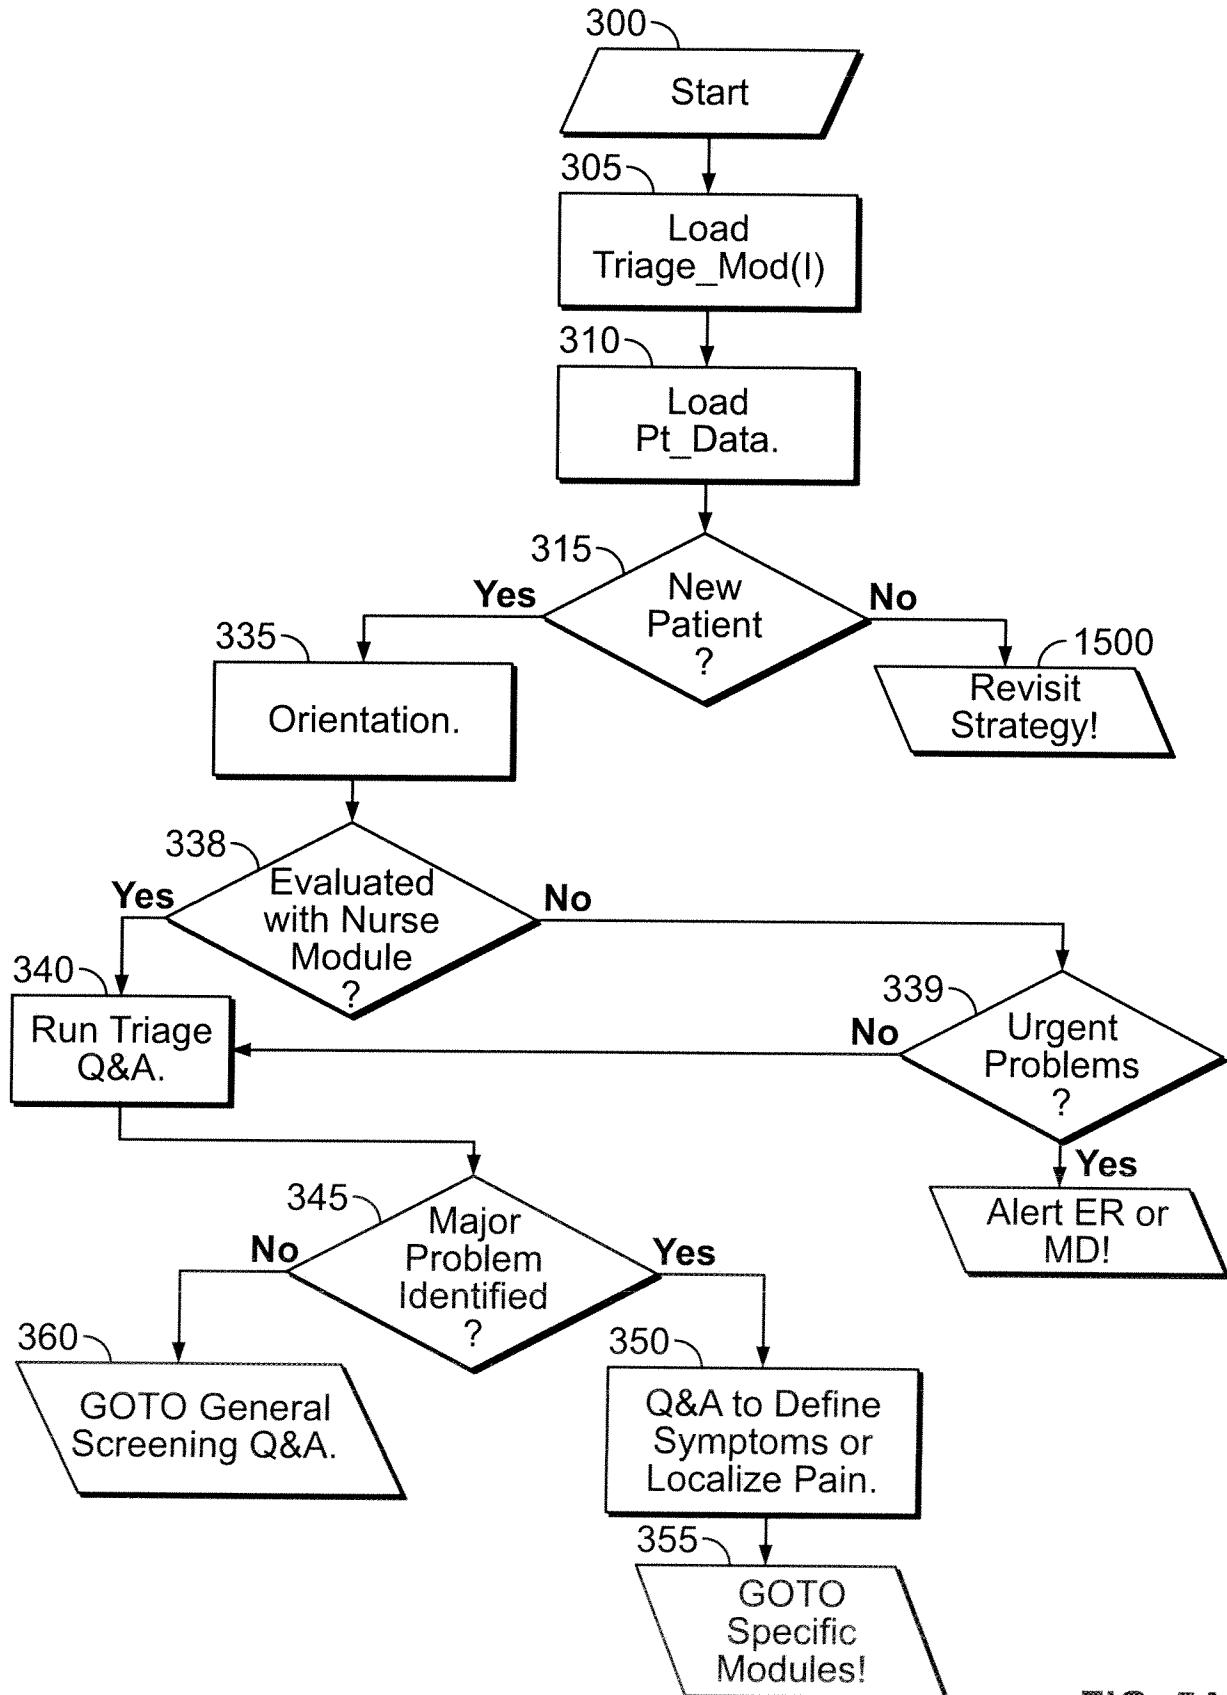 300
Start
305
Load
Triage_Mod(I)
310
Load
Pt_Data.
315
New
Patient
?
Yes
No
335
Orientation.
1500
Revisit
Strategy!
338
Evaluated
with Nurse
Module
?
Yes
No
340
Run Triage
Q&A.
339
Urgent
Problems
?
No
Yes
Alert ER or
MD!
345
Major
Problem
Identified
?
No
Yes
360
GOTO General
Screening Q&A.
350
Q&A to Define
Symptoms or
Localize Pain.
355
GOTO
Specific
Modules!